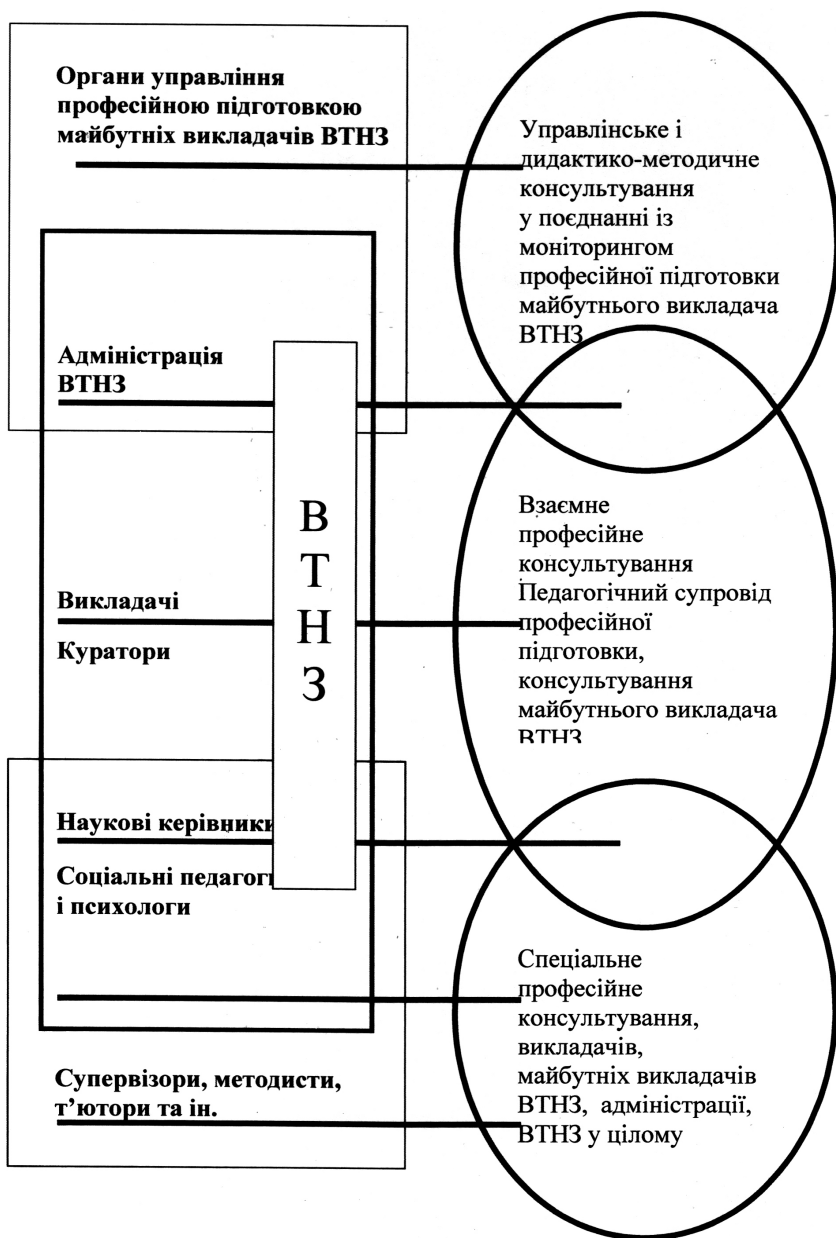 Органи управління
професійною підготовкою
майбутніх викладачів ВТНЗ
Управлінське і
дидактико-методичне
консультування
у поєднанні із
моніторингом
професійної підготовки
майбутнього викладача
ВТНЗ
Адміністрація
ВТНЗ
В
Т
Н
З
Взаємне
професійне
консультування
Педагогічний супровід
професійної
підготовки,
консультування
майбутнього викладача
ВТНЗ
Викладачі
Куратори
Наукові керівники
Соціальні педагоги
і психологи
Спеціальне
професійне
консультування,
викладачів,
майбутніх викладачів
ВТНЗ, адміністрації,
ВТНЗ у цілому
Супервізори, методисти,
т’ютори та ін.